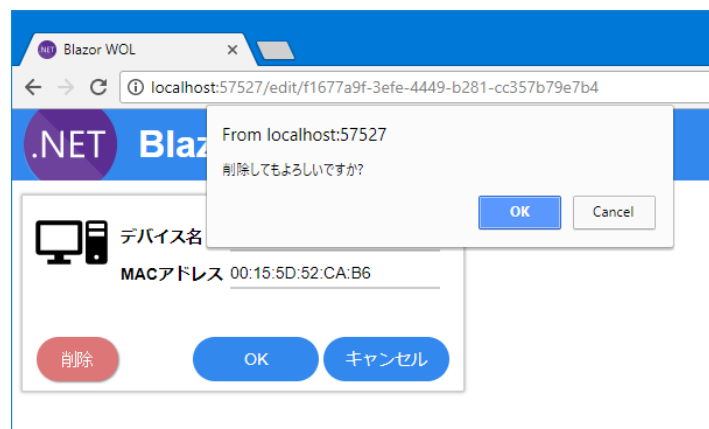 Blazor WOL
localhost:57527/edit/f1677a9f-3efe-4449-b281-cc357b79e7b4
From localhost:57527
削除してもよろしいですか?
OK Cancel
.NET Blaz
デバイス名
MACアドレス 00:15:5D:52:CA:B6
削除 OK キャンセル